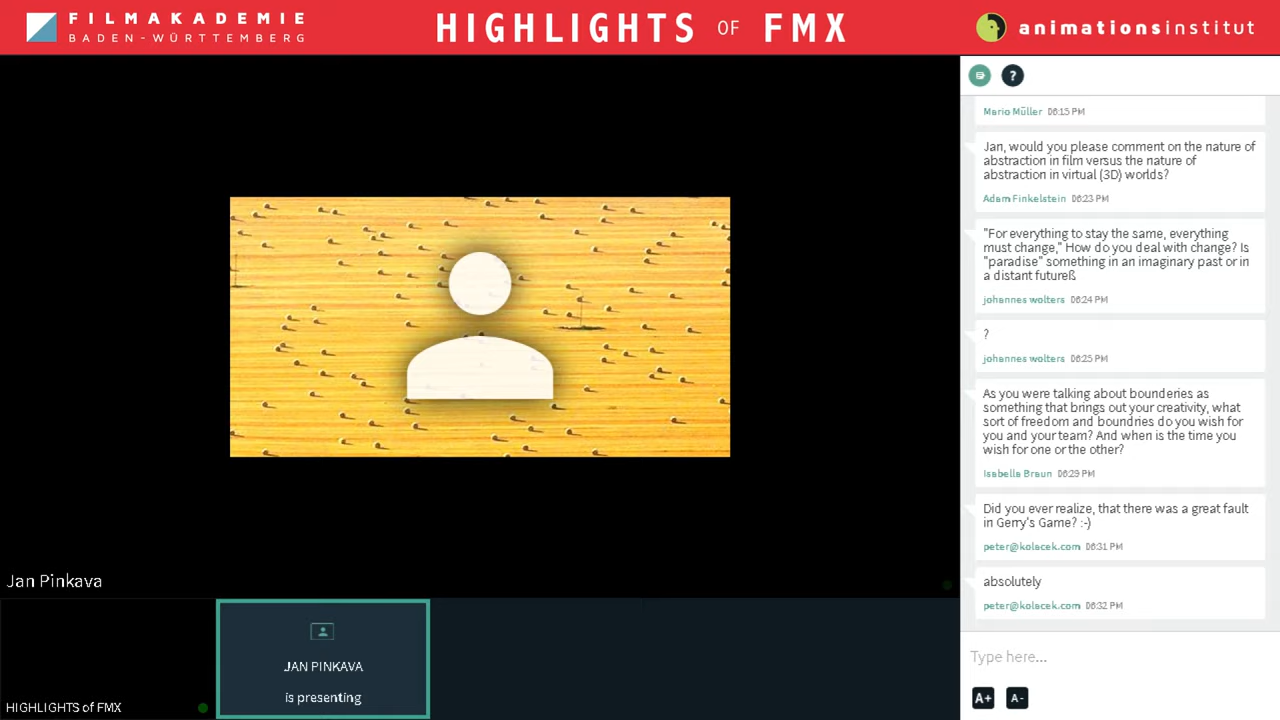 FILMAKADEMIE
BADEN-WÜRTTEMBERG
HIGHLIGHTS OF FMX
animationsinstitut
?
Mario Müller 06:15 PM
Jan, would you please comment on the nature of
abstraction in film versus the nature of
abstraction in virtual (3D) worlds?
Adam Finkelstein 06:23 PM
"For everything to stay the same, everything
must change," How do you deal with change? Is
"paradise" something in an imaginary past or in
a distant futureß
johannes wolters 06:24 PM
?
johannes wolters 06:25 PM
As you were talking about bounderies as
something that brings out your creativity, what
sort of freedom and boundries do you wish for
you and your team? And when is the time you
wish for one or the other?
Isabella Braun 06:29 PM
Did you ever realize, that there was a great fault
in Gerry's Game? :-)
peter@kolacek.com 06:31 PM
absolutely
peter@kolacek.com 06:32 PM
Type here...
A+ A-
Jan Pinkava
JAN PINKAVA
is presenting
HIGHLIGHTS of FMX